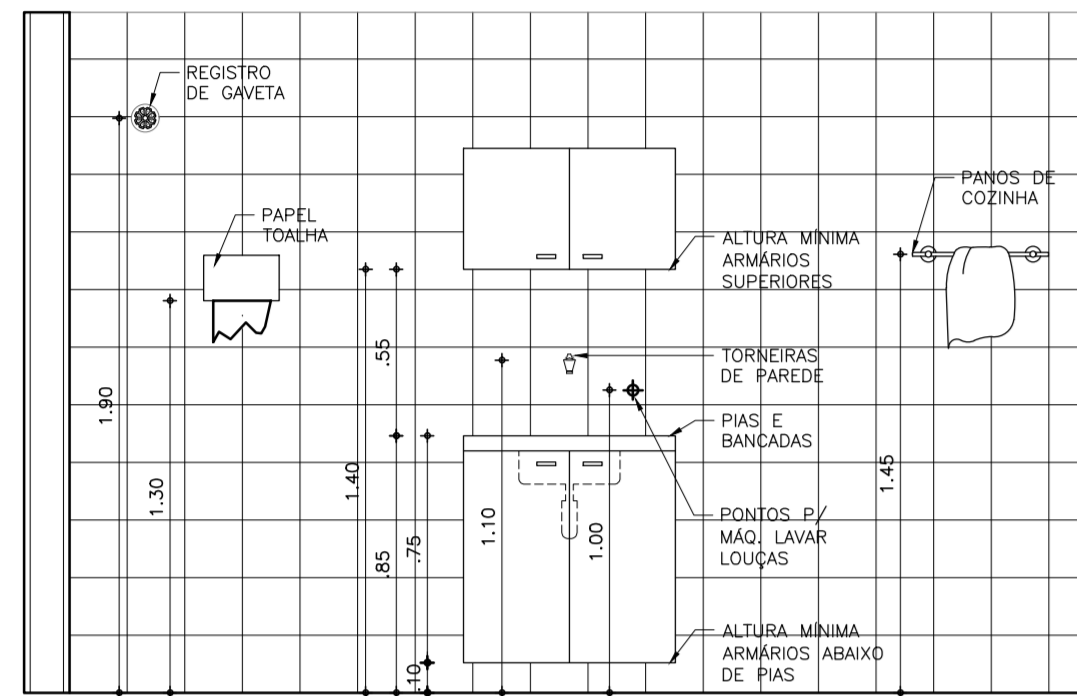 REGISTRO
DE GAVETA
PAPEL
TOALHA
PANOS DE
COZINHA
ALTURA MÍNIMA
ARMÁRIOS
SUPERIORES
TORNEIRAS
DE PAREDE
PIAS E
BANCADAS
PONTOS P/
MÁQ. LAVAR
LOUÇAS
ALTURA MÍNIMA
ARMÁRIOS ABAIXO
DE PIAS
1.90
1.30
1.40
.55
.85
.75
.10
1.10
1.00
1.45